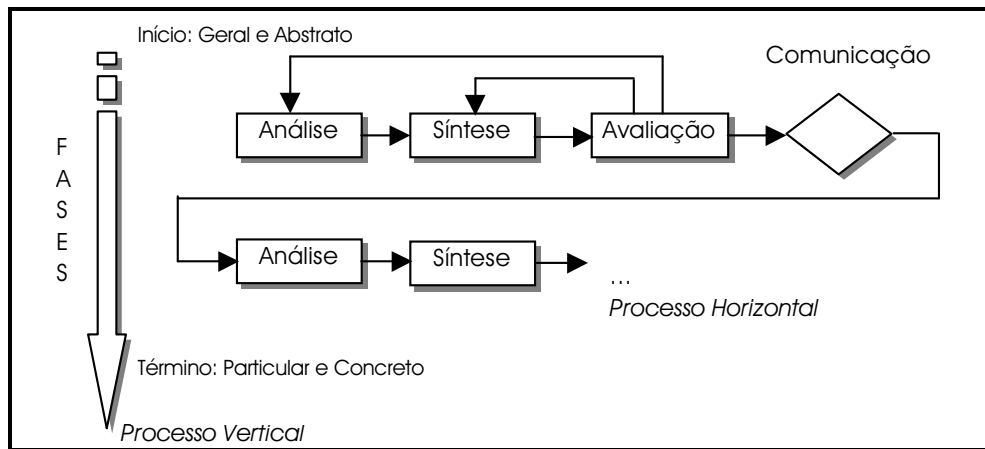 Início: Geral e Abstrato
Comunicação
Análise
Síntese
Avaliação
F
A
S
E
S
Análise
Síntese
...
Processo Horizontal
Término: Particular e Concreto
Processo Vertical